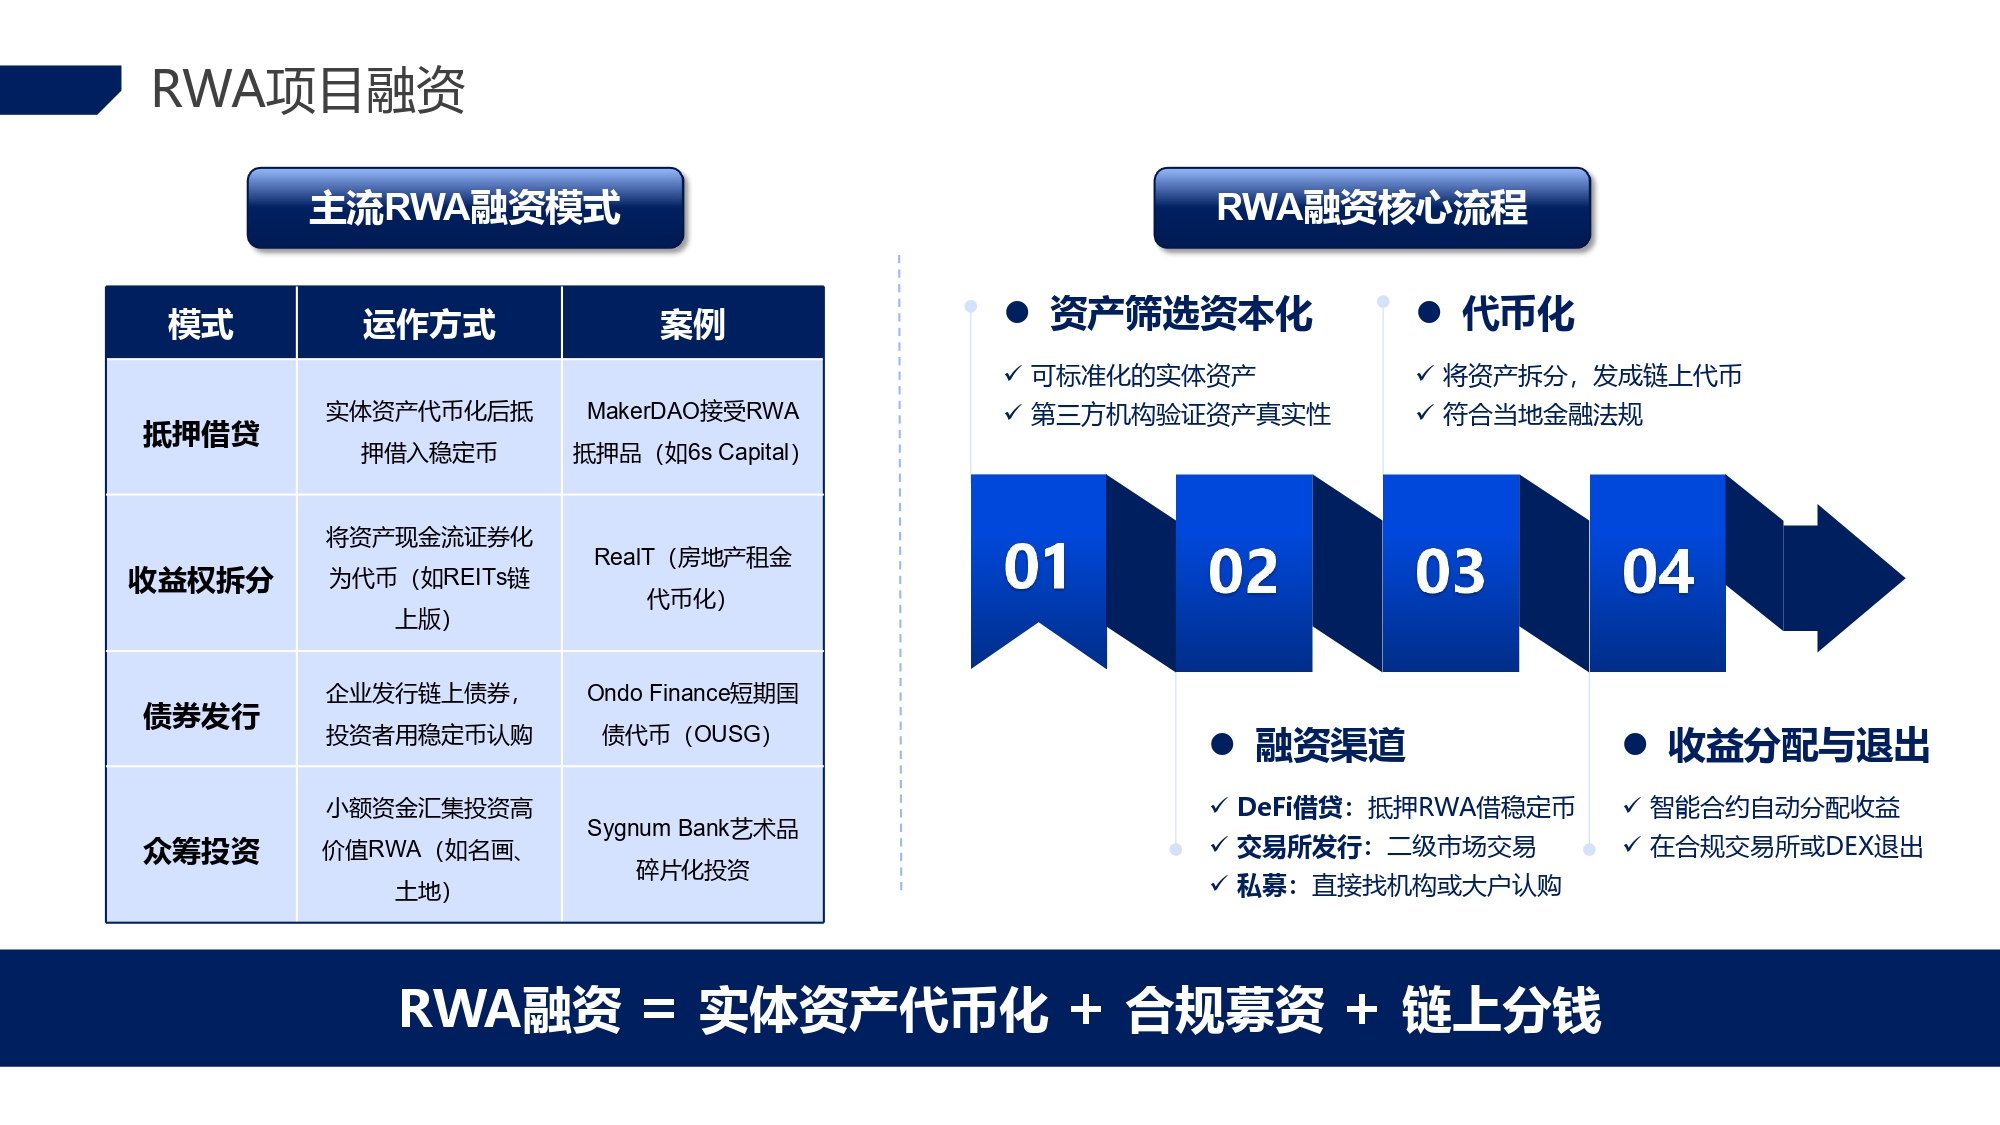 RWA项目融资
主流RWA融资模式
模式 运作方式 案例
抵押借贷
实体资产代币化后抵
押借入稳定币
MakerDAO接受RWA
抵押品（如6s Capital）
收益权拆分
将资产现金流证券化
为代币（如REITs链
上版）
RealT（房地产租金
代币化）
债券发行
企业发行链上债券，
投资者用稳定币认购
Ondo Finance短期国
债代币（OUSG）
众筹投资
小额资金汇集投资高
价值RWA（如名画、
土地）
Sygnum Bank艺术品
碎片化投资
RWA融资核心流程
● 资产筛选资本化
✓ 可标准化的实体资产
✓ 第三方机构验证资产真实性
● 代币化
✓ 将资产拆分，发成链上代币
✓ 符合当地金融法规
01
02
03
04
● 融资渠道
✓ DeFi借贷：抵押RWA借稳定币
✓ 交易所发行：二级市场交易
✓ 私募：直接找机构或大户认购
● 收益分配与退出
✓ 智能合约自动分配收益
✓ 在合规交易所或DEX退出
RWA融资 = 实体资产代币化 + 合规募资 + 链上分钱